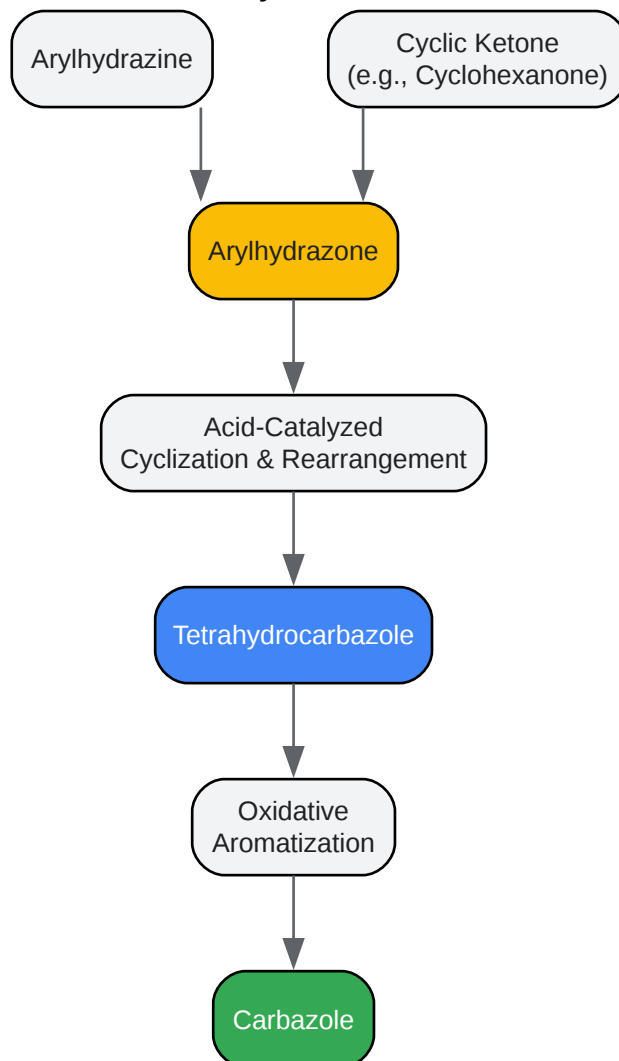 Arylhydrazine
Cyclic Ketone
(e.g., Cyclohexanone)
Arylhydrazone
Acid-Catalyzed
Cyclization & Rearrangement
Tetrahydrocarbazole
Oxidative
Aromatization
Carbazole